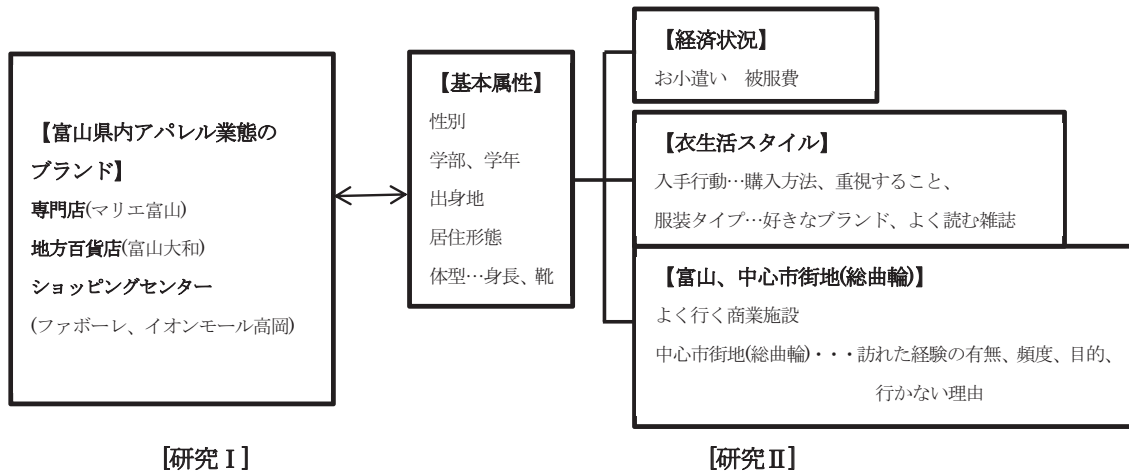 【富山県内アパレル業態の
ブランド】
専門店(マリエ富山)
地方百貨店(富山大和)
ショッピングセンター
(ファボーレ、イオンモール高岡)
【基本属性】
性別
学部、学年
出身地
居住形態
体型…身長、靴
【経済状況】
お小遣い　被服費
【衣生活スタイル】
入手行動…購入方法、重視すること、
服装タイプ…好きなブランド、よく読む雑誌
【富山、中心市街地(総曲輪)】
よく行く商業施設
中心市街地(総曲輪)・・・訪れた経験の有無、頻度、目的、
行かない理由
[研究Ⅰ]
[研究Ⅱ]